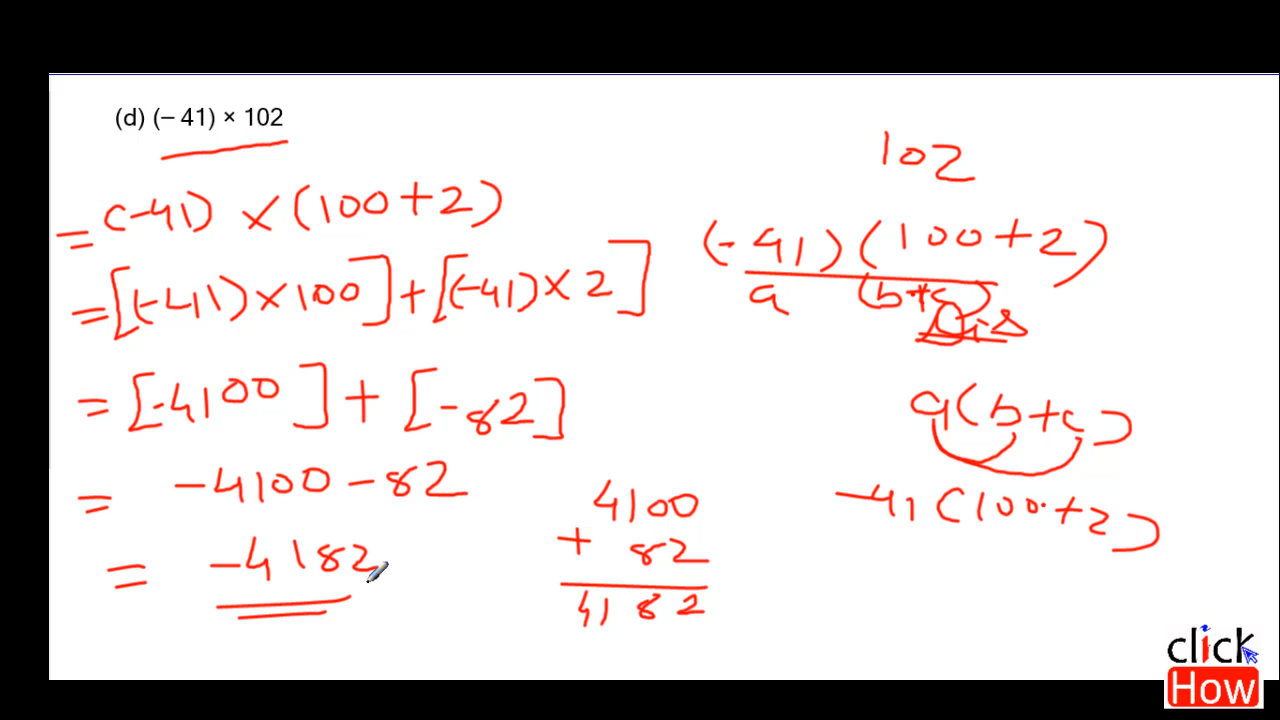 (d) (– 41) × 102
= (-41) × (100+2)
= [(-41) × 100] + [(-41) × 2]
= [-4100] + [-82]
= -4100 - 82
= -4182
4100
+ 82
4182
102
(-41) (100+2)
a (b+c)
a(b+c)
-41 (100+2)
click
How